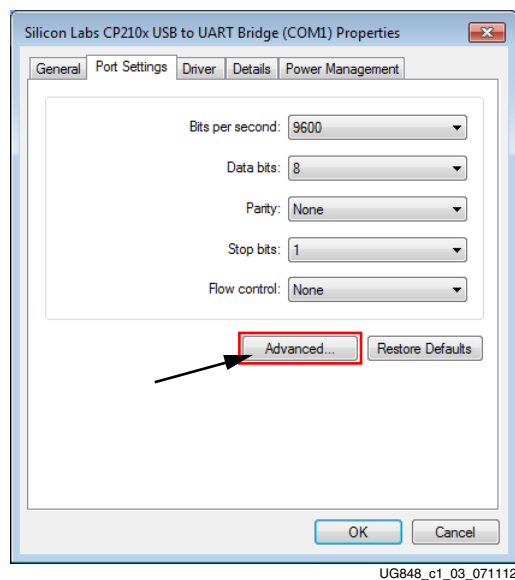 Silicon Labs CP210x USB to UART Bridge (COM1) Properties
General Port Settings Driver Details Power Management
Bits per second: 9600
Data bits: 8
Parity: None
Stop bits: 1
Flow control: None
Advanced... Restore Defaults
OK Cancel
UG848_c1_03_071112